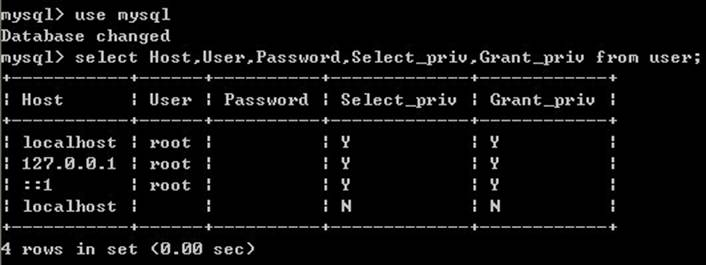 mysql> use mysql
Database changed
mysql> select Host,User,Password,Select_priv,Grant_priv from user;
+-----------+------+----------+-------------+------------+
| Host      | User | Password | Select_priv | Grant_priv |
+-----------+------+----------+-------------+------------+
| localhost | root |          | Y           | Y          |
| 127.0.0.1 | root |          | Y           | Y          |
| ::1       | root |          | Y           | Y          |
| localhost |      |          | N           | N          |
+-----------+------+----------+-------------+------------+
4 rows in set (0.00 sec)